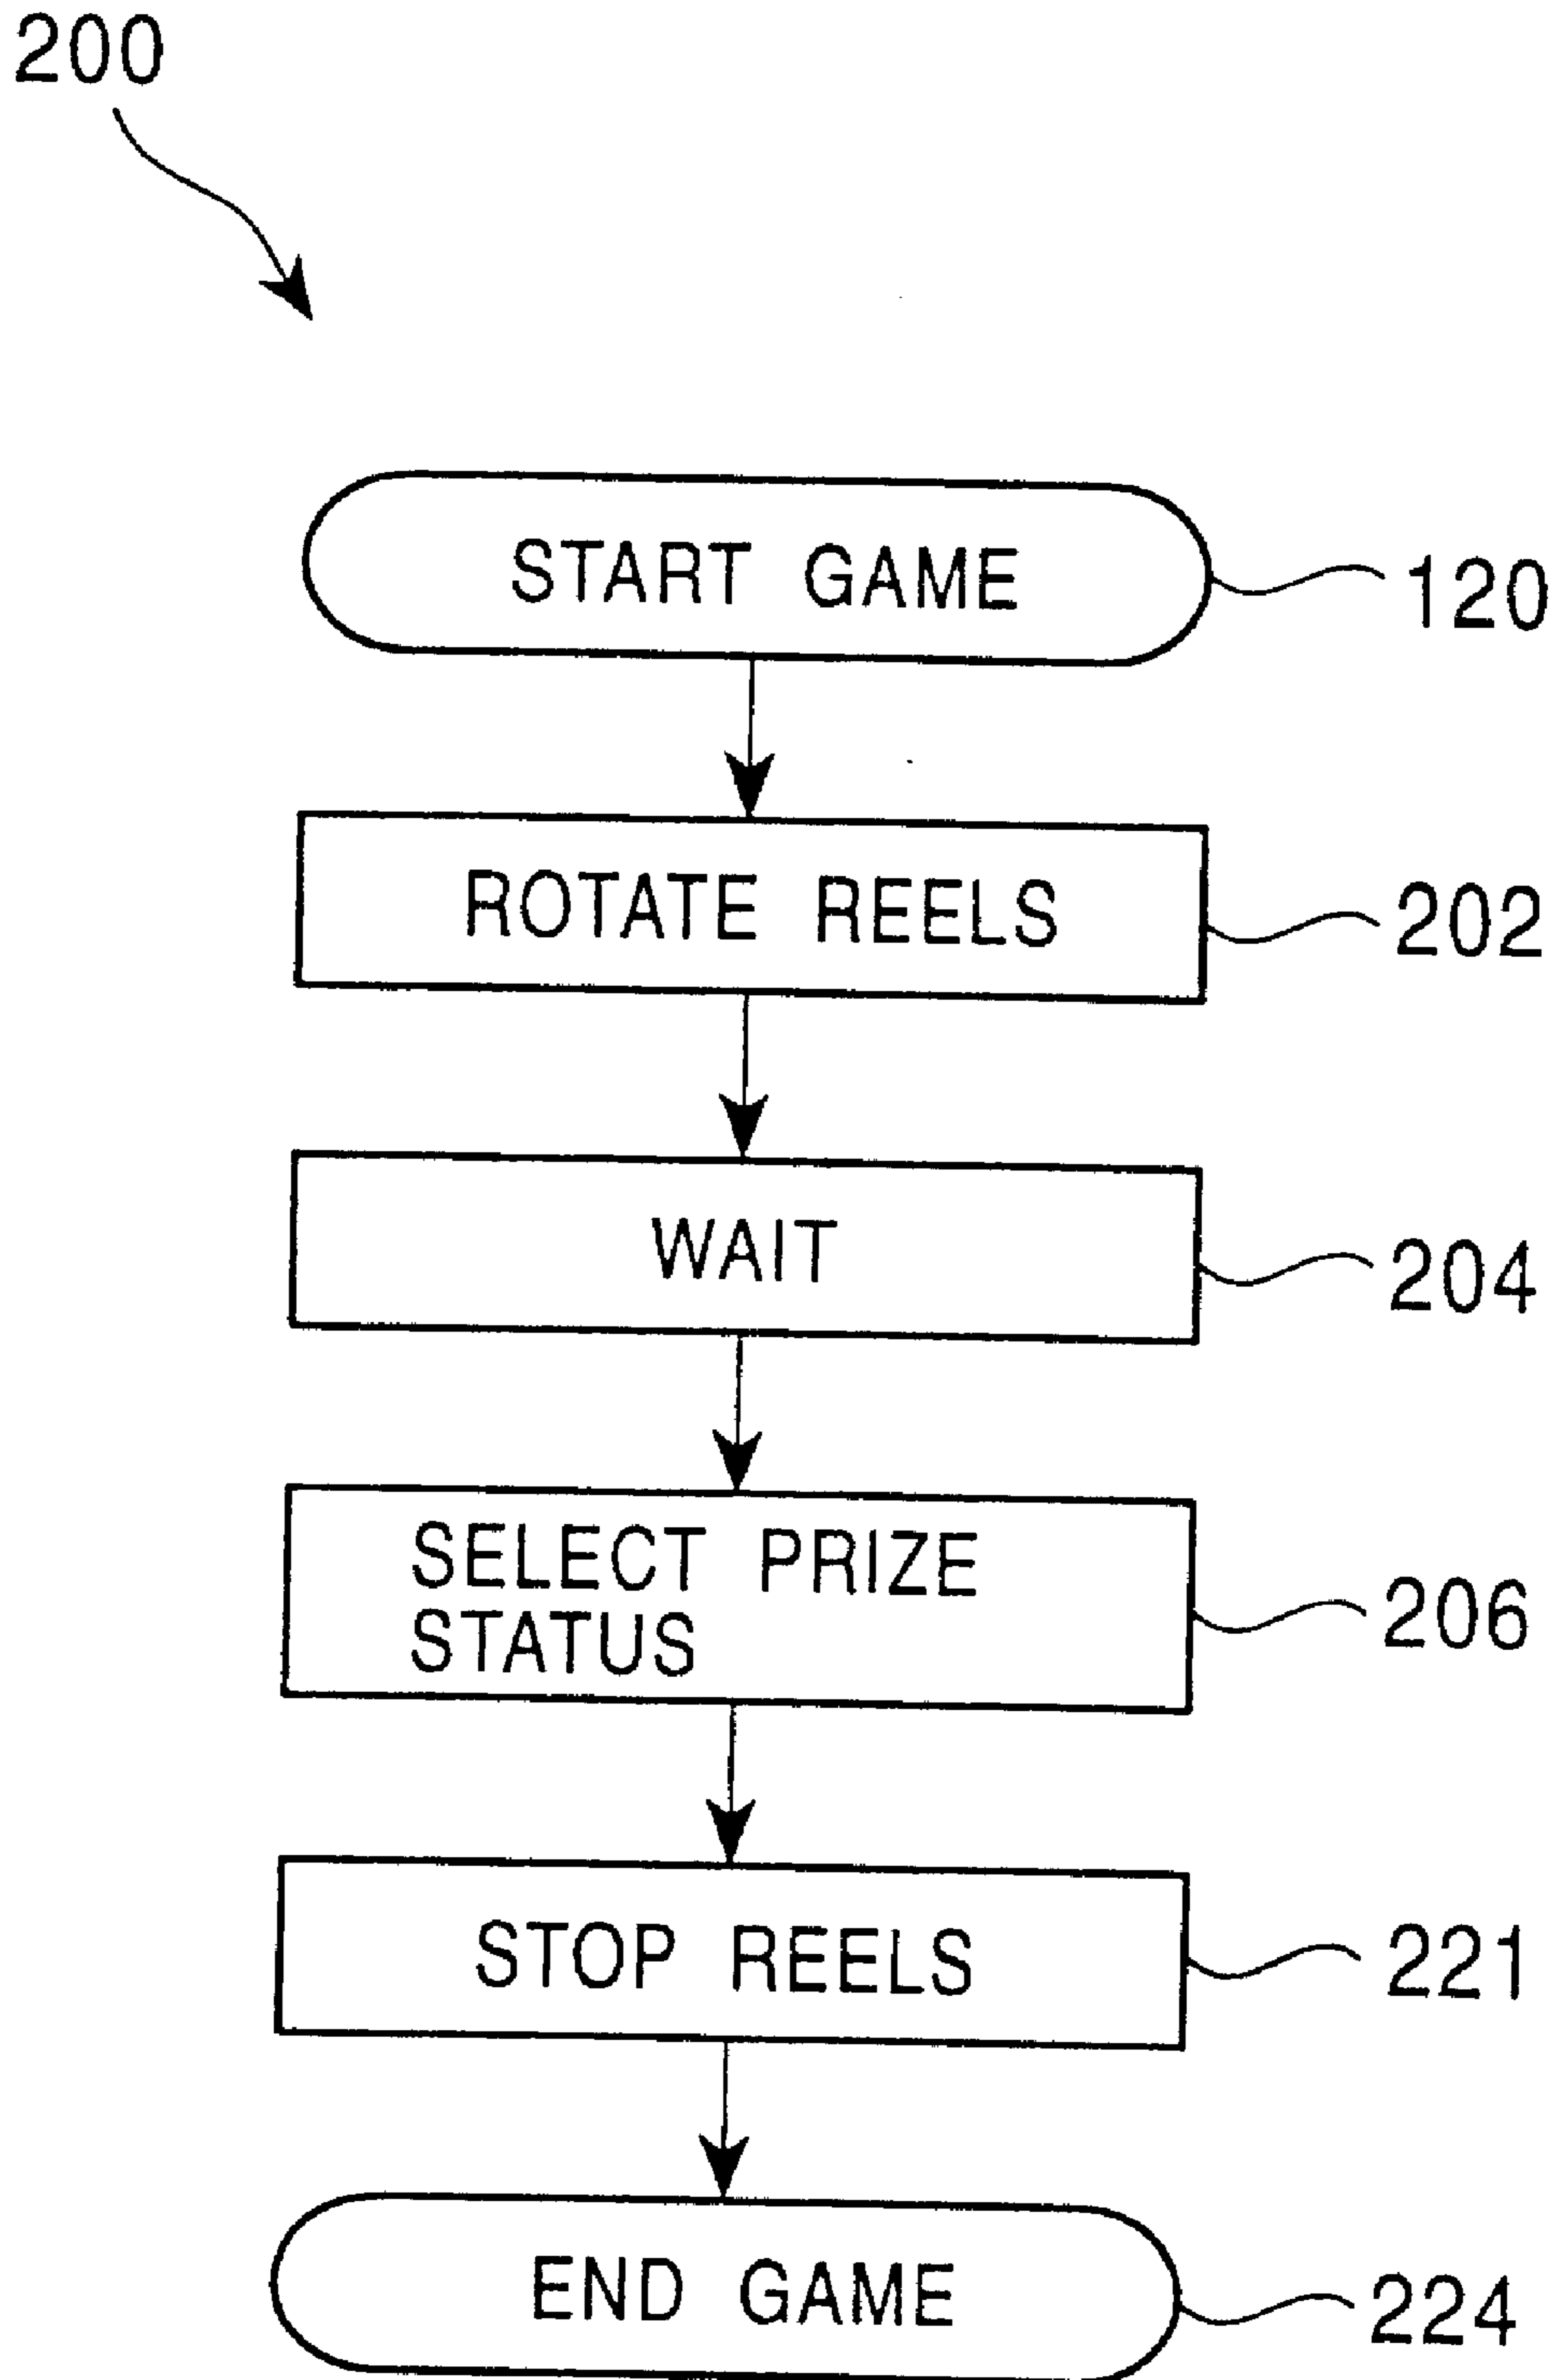 200
START GAME
120
ROTATE REELS
202
WAIT
204
SELECT PRIZE
STATUS
206
STOP REELS
221
END GAME
224